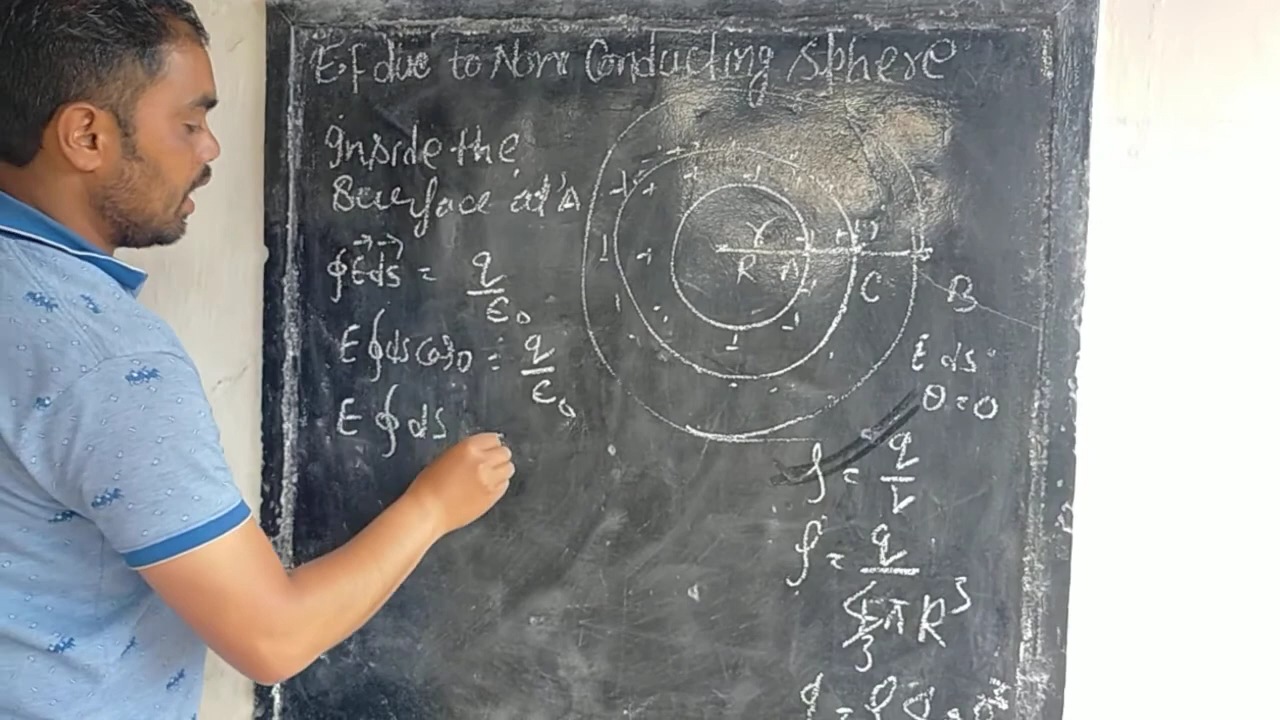 E.f due to Non Conducting Sphere
Inside the
Surface at A
∮E⃗ds⃗ = q/ε₀
E∮ds cos0 = q/ε₀
E∮ds
r
R A
C
B
E ds
θ=0
ρ = q/V
ρ = q/(4/3 πR³)